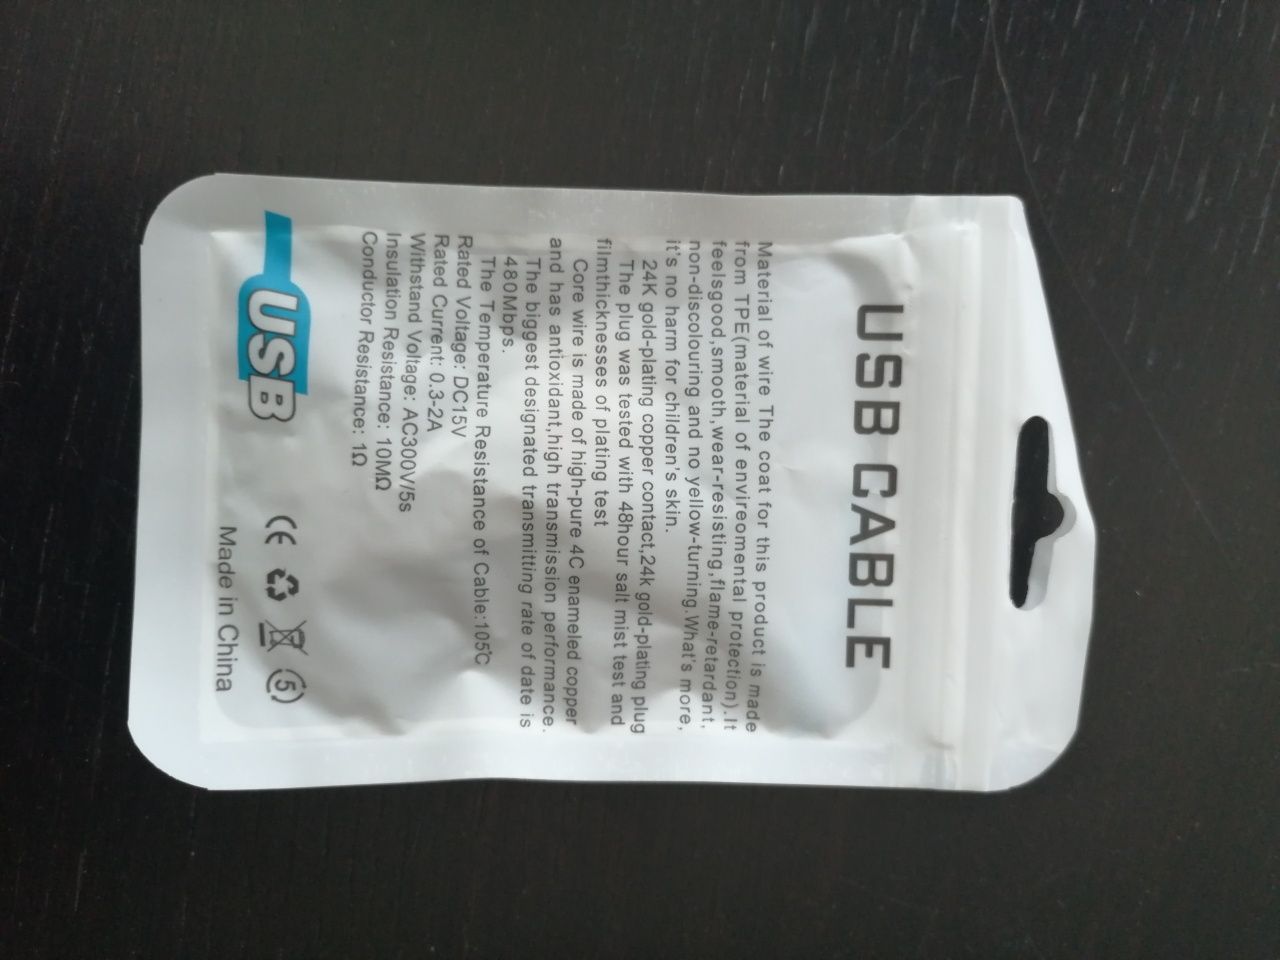 USB CABLE
Material of wire The coat for this product is made
from TPE(material of envireomental protection).It
feelsgood,smooth,wear-resisting,flame-retardant,
non-discolouring and no yellow-turning.What's more,
it's no harm for children's skin.
24K gold-plating copper contact,24k gold-plating plug
The plug was tested with 48hour salt mist test and
filmthicknesses of plating test
Core wire is made of high-pure 4C enameled copper
and has antioxidant,high transmission performance.
The biggest designated transmitting rate of date is
480Mbps.
The Temperature Resistance of Cable:105℃
Rated Voltage: DC15V
Rated Current: 0.3-2A
Withstand Voltage: AC300V/5s
Insulation Resistance: 10MΩ
Conductor Resistance: 1Ω
USB
CE 5
Made in China